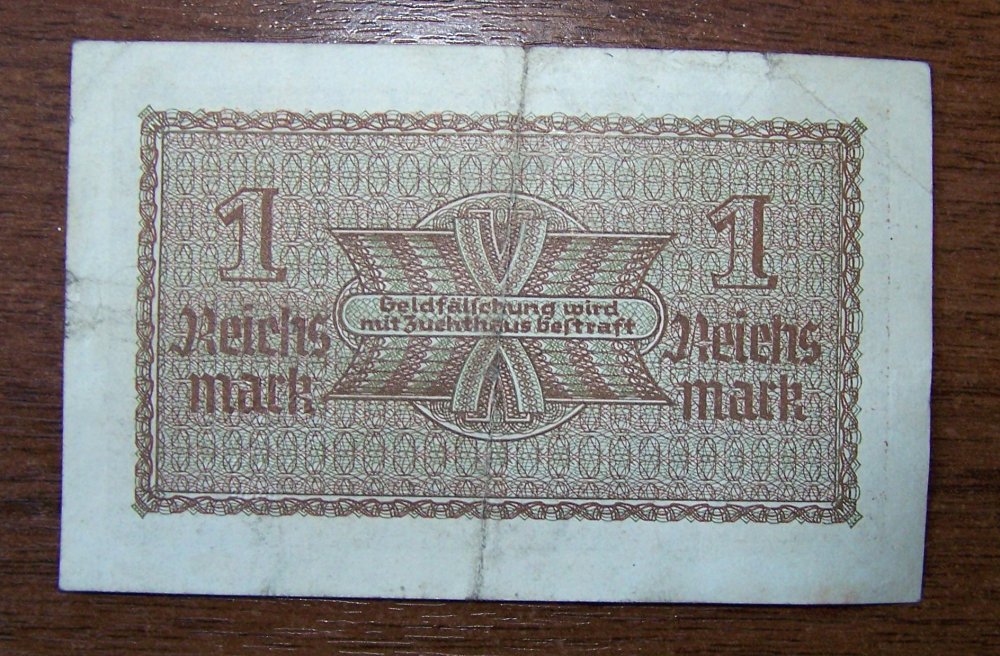 1
Reichs
mark
Geldfälschung wird
mit Zuchthaus bestraft
1
Reichs
mark